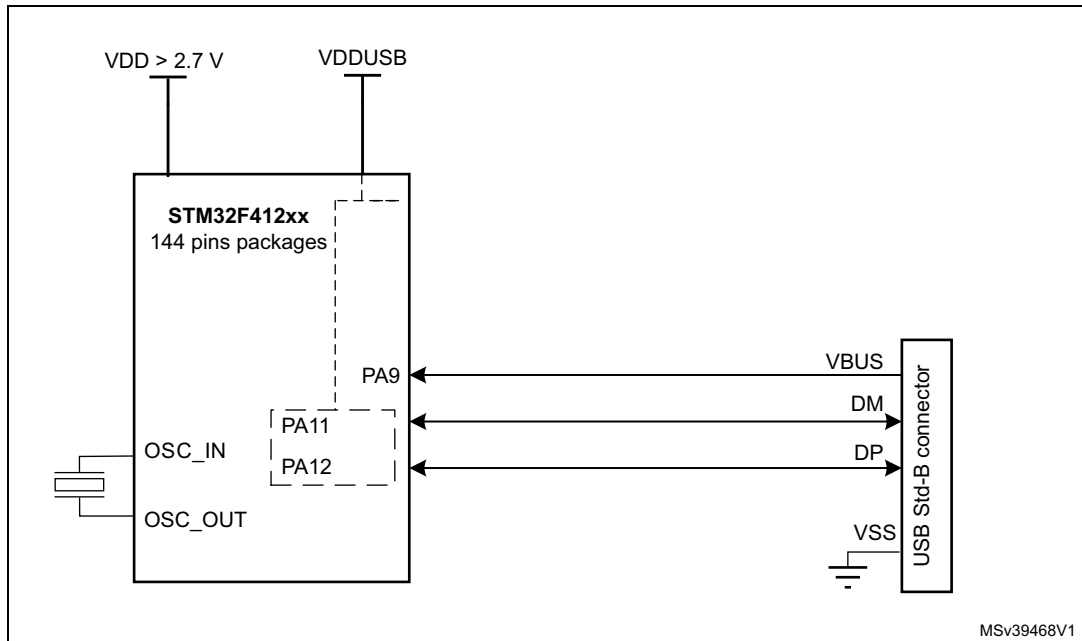 VDD > 2.7 V
VDDUSB
STM32F412xx
144 pins packages
PA9
VBUS
PA11
DM
PA12
DP
OSC_IN
OSC_OUT
VSS
USB Std-B connector
MSv39468V1